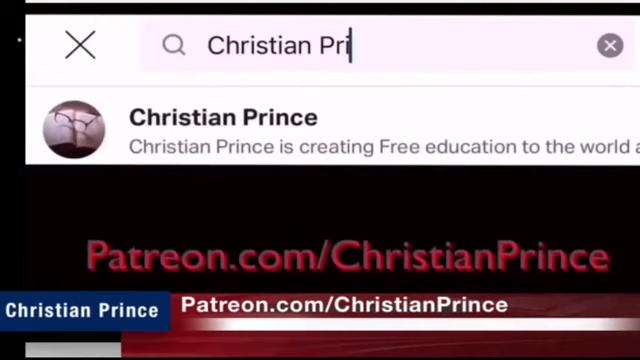 Christian Pri
Christian Prince
Christian Prince is creating Free education to the world a
Patreon.com/ChristianPrince
Christian Prince
Patreon.com/ChristianPrince